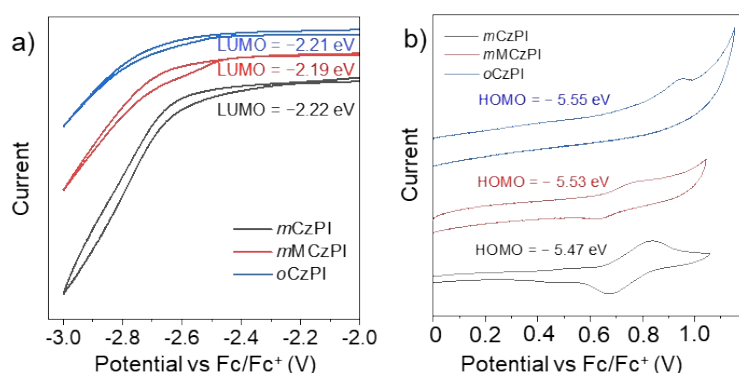 a)
LUMO = −2.21 eV
LUMO = −2.19 eV
LUMO = −2.22 eV
Current
mCzPI
mMCzPI
oCzPI
-3.0 -2.8 -2.6 -2.4 -2.2 -2.0
Potential vs Fc/Fc⁺ (V)
b)
mCzPI
mMCzPI
oCzPI
HOMO = − 5.55 eV
HOMO = − 5.53 eV
HOMO = − 5.47 eV
Current
0 0.2 0.4 0.6 0.8 1.0
Potential vs Fc/Fc⁺ (V)